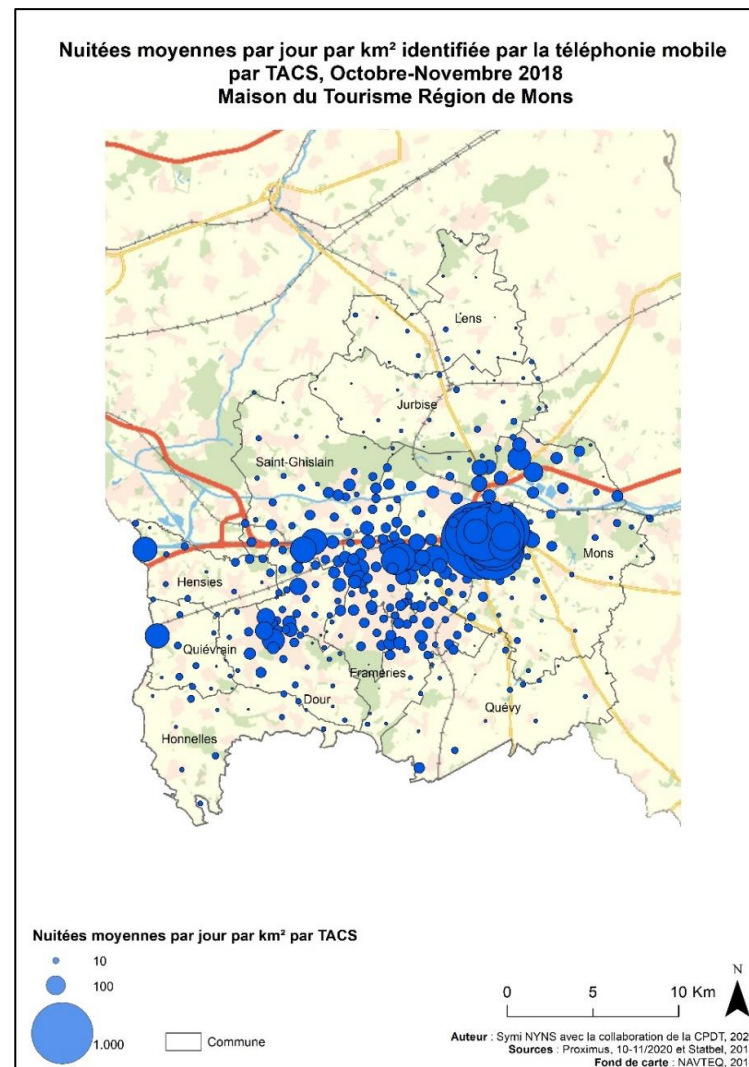 Nuitées moyennes par jour par km² identifiée par la téléphonie mobile
par TACS, Octobre-Novembre 2018
Maison du Tourisme Région de Mons
Lens
Jurbise
Saint-Ghislain
Mons
Hensies
Quiévrain
Frameries
Dour
Quévy
Honnelles
Nuitées moyennes par jour par km² par TACS
10
100
1.000
Commune
N
0 5 10 Km
Auteur : Symi NYNS avec la collaboration de la CPDT, 202
Sources : Proximus, 10-11/2020 et Statbel, 201
Fond de carte : NAVTEQ, 201